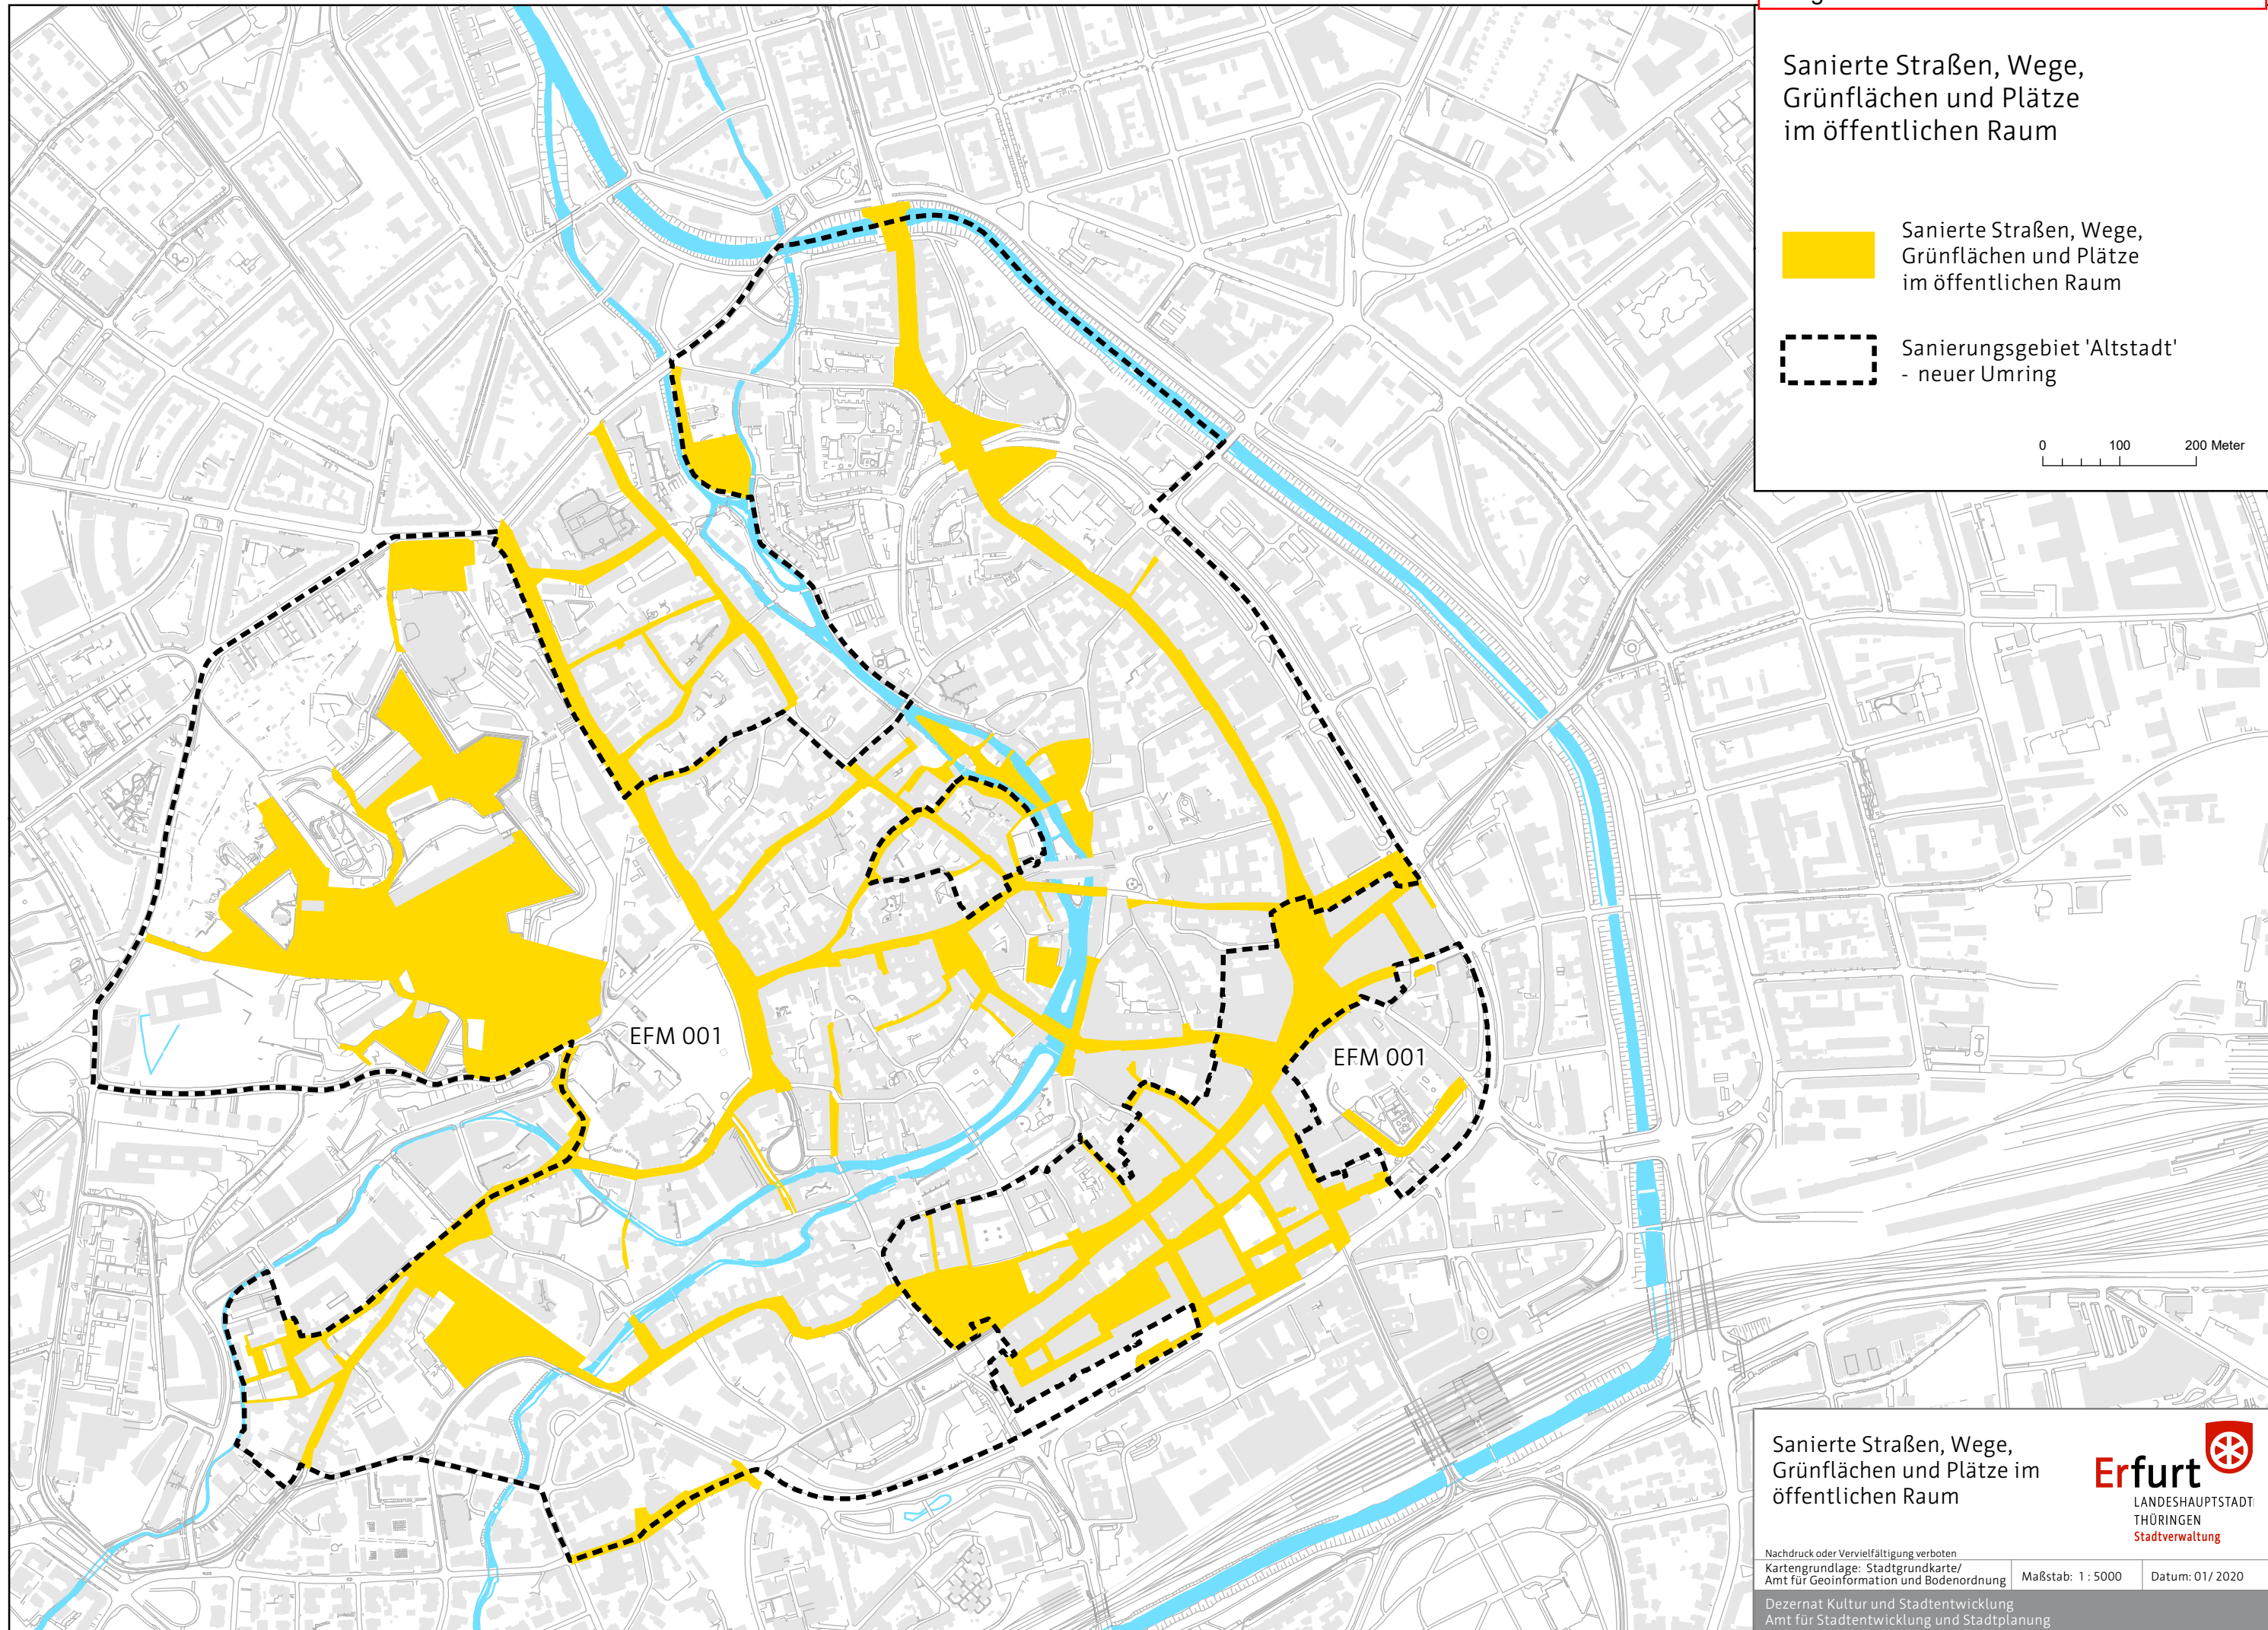 Sanierte Straßen, Wege,
Grünflächen und Plätze
im öffentlichen Raum
Sanierte Straßen, Wege,
Grünflächen und Plätze
im öffentlichen Raum
Sanierungsgebiet 'Altstadt'
- neuer Umring
0 100 200 Meter
EFM 001
EFM 001
Sanierte Straßen, Wege,
Grünflächen und Plätze im
öffentlichen Raum
Erfurt
LANDESHAUPTSTADT
THÜRINGEN
Stadtverwaltung
Nachdruck oder Vervielfältigung verboten
Kartengrundlage: Stadtgrundkarte/
Amt für Geoinformation und Bodenordnung
Maßstab: 1 : 5000
Datum: 01/ 2020
Dezernat Kultur und Stadtentwicklung
Amt für Stadtentwicklung und Stadtplanung